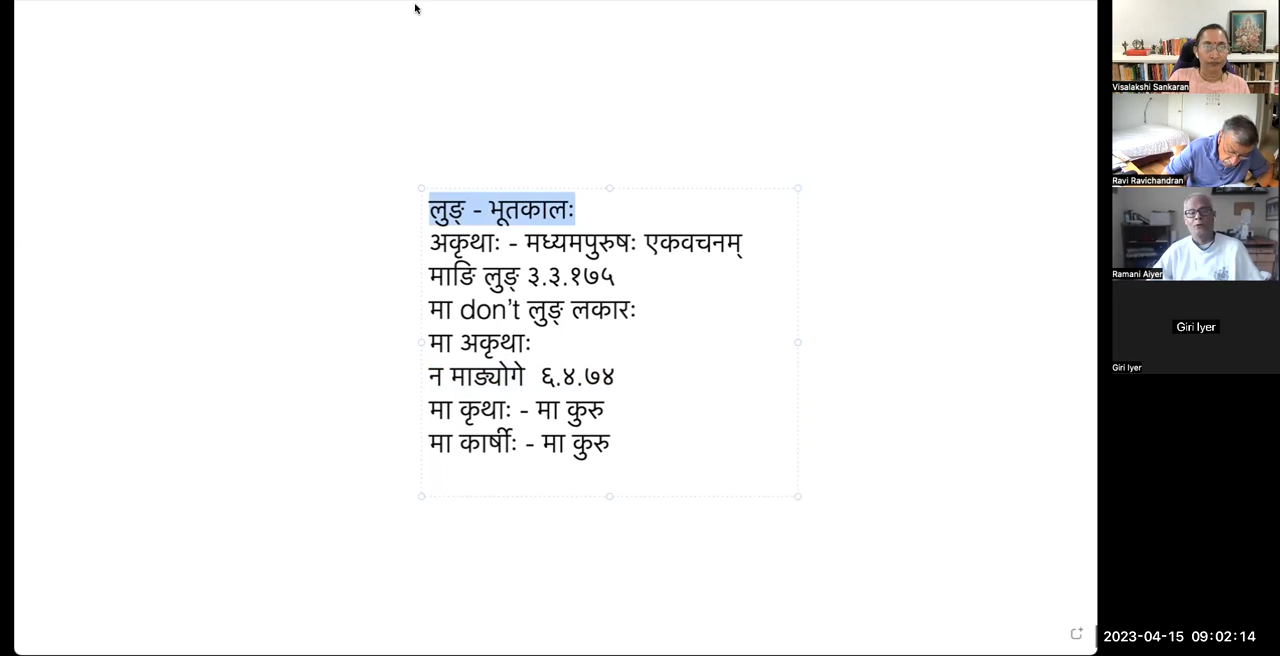 लुङ् - भूतकालः
अकृथाः - मध्यमपुरुषः एकवचनम्
माङि लुङ् ३.३.१७५
मा don’t लुङ् लकारः
मा अकृथाः
न माङ्योगे ६.४.७४
मा कृथाः - मा कुरु
मा कार्षीः - मा कुरु
Visalakshi Sankaran
Ravi Ravichandran
Ramani Aiyer
Giri Iyer
Giri Iyer
2023-04-15 09:02:14